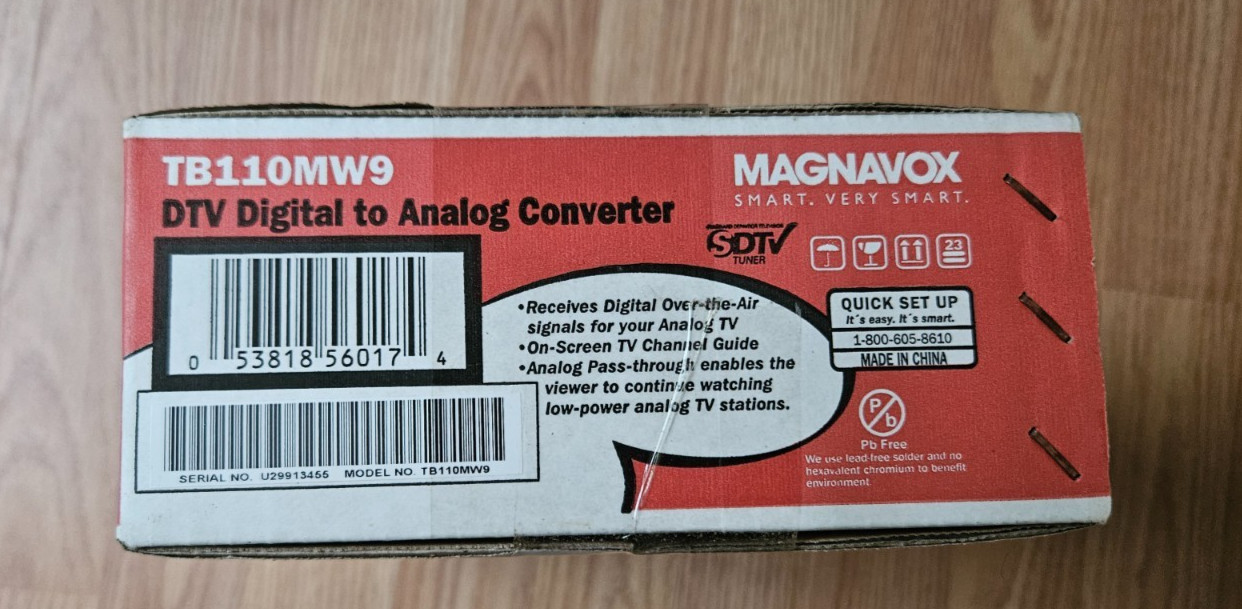 TB110MW9
DTV Digital to Analog Converter
MAGNAVOX
SMART. VERY SMART.
SDTV
TUNER
23
0 53818 56017 4
•Receives Digital Over-the-Air
signals for your Analog TV
•On-Screen TV Channel Guide
•Analog Pass-through enables the
viewer to continue watching
low-power analog TV stations.
QUICK SET UP
It´s easy. It´s smart.
1-800-605-8610
MADE IN CHINA
SERIAL NO. U29913455 MODEL NO. TB110MW9
Pb
Pb Free
We use lead-free solder and no
hexavalent chromium to benefit
environment.